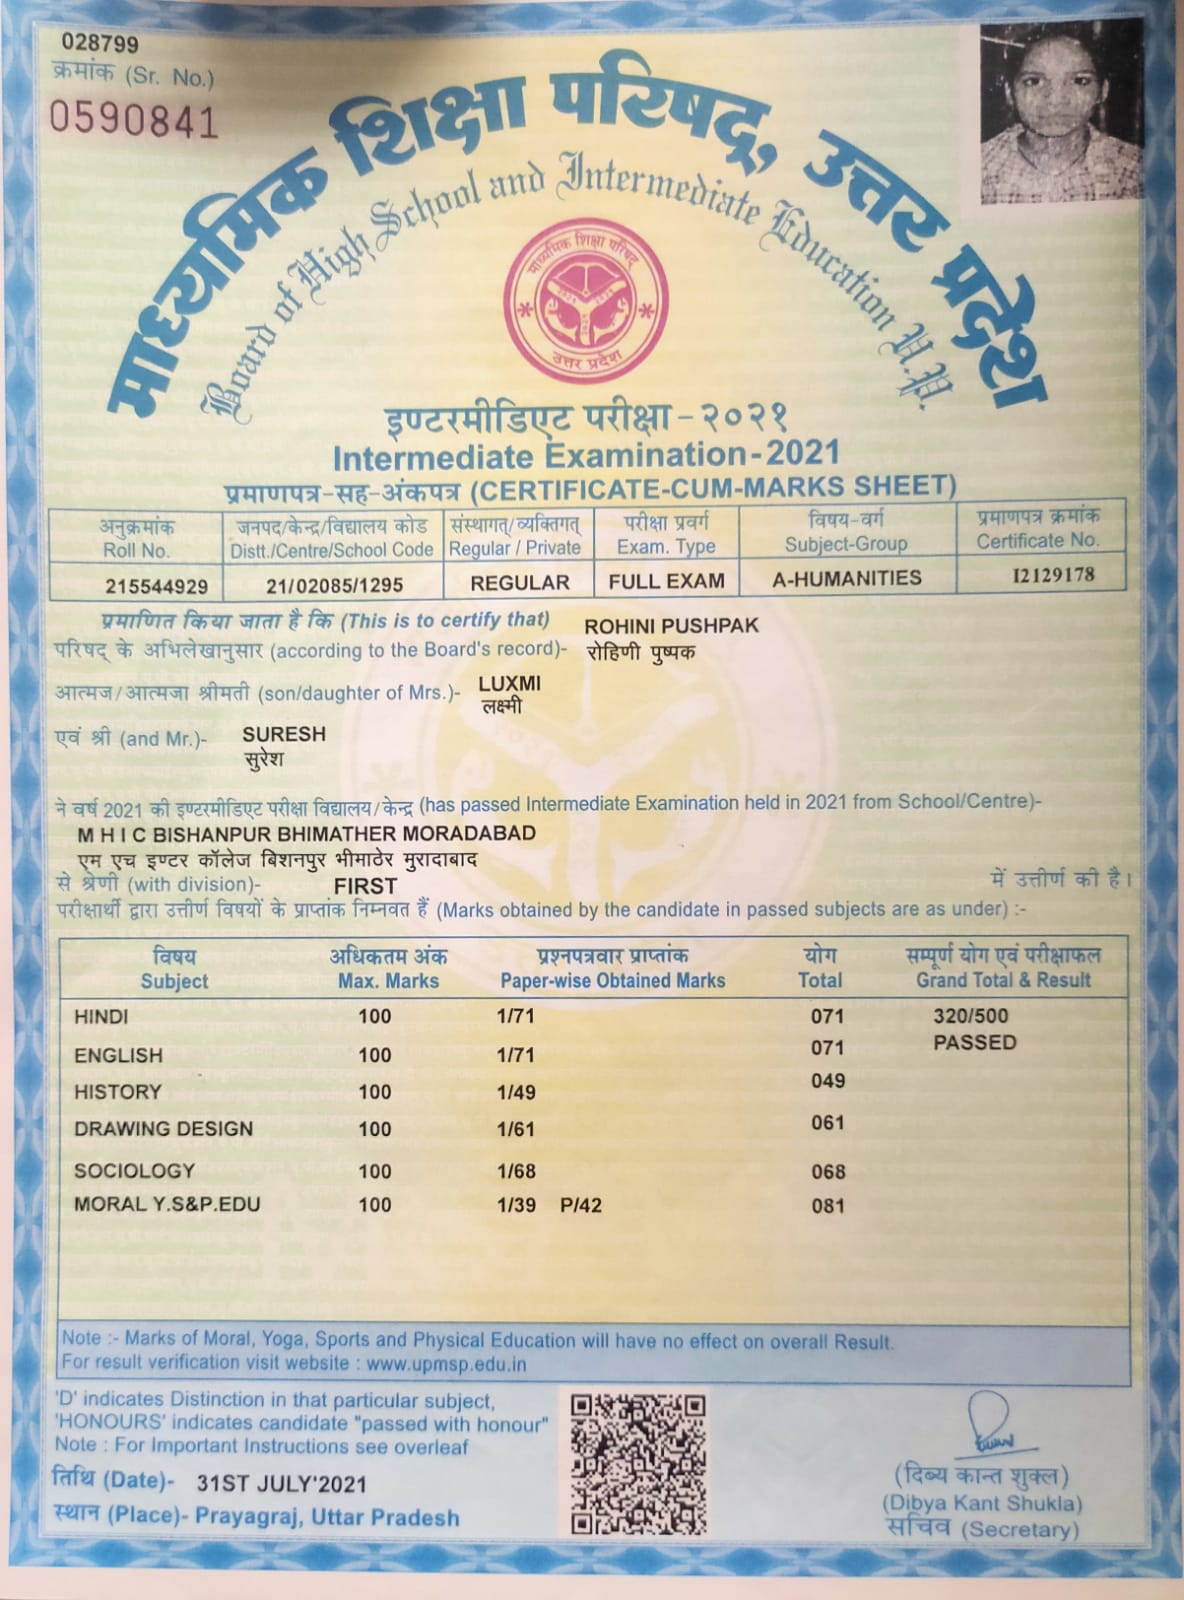 028799
क्रमांक (Sr. No.)
0590841
माध्यमिक शिक्षा परिषद्, उत्तर प्रदेश
Board of High School and Intermediate Education U.P.
माध्यमिक शिक्षा परिषद्
उत्तर प्रदेश
इण्टरमीडिएट परीक्षा - २०२१
Intermediate Examination - 2021
प्रमाणपत्र-सह-अंकपत्र (CERTIFICATE-CUM-MARKS SHEET)
अनुक्रमांक जनपद/केन्द्र/विद्यालय कोड संस्थागत्/व्यक्तिगत् परीक्षा प्रवर्ग विषय-वर्ग प्रमाणपत्र क्रमांक
Roll No. Distt./Centre/School Code Regular / Private Exam. Type Subject-Group Certificate No.
215544929 21/02085/1295 REGULAR FULL EXAM A-HUMANITIES I2129178
प्रमाणित किया जाता है कि (This is to certify that) ROHINI PUSHPAK
परिषद् के अभिलेखानुसार (according to the Board's record)- रोहिणी पुष्पक
आत्मज/आत्मजा श्रीमती (son/daughter of Mrs.)- LUXMI
लक्ष्मी
एवं श्री (and Mr.)- SURESH
सुरेश
ने वर्ष 2021 की इण्टरमीडिएट परीक्षा विद्यालय/केन्द्र (has passed Intermediate Examination held in 2021 from School/Centre)-
M H I C BISHANPUR BHIMATHER MORADABAD
एम एच इण्टर कॉलेज बिशनपुर भीमाठेर मुरादाबाद
से श्रेणी (with division)- FIRST में उत्तीर्ण की है।
परीक्षार्थी द्वारा उत्तीर्ण विषयों के प्राप्तांक निम्नवत हैं (Marks obtained by the candidate in passed subjects are as under) :-
विषय अधिकतम अंक प्रश्नपत्रवार प्राप्तांक योग सम्पूर्ण योग एवं परीक्षाफल
Subject Max. Marks Paper-wise Obtained Marks Total Grand Total & Result
HINDI 100 1/71 071 320/500
ENGLISH 100 1/71 071 PASSED
HISTORY 100 1/49 049
DRAWING DESIGN 100 1/61 061
SOCIOLOGY 100 1/68 068
MORAL Y.S&P.EDU 100 1/39 P/42 081
Note :- Marks of Moral, Yoga, Sports and Physical Education will have no effect on overall Result.
For result verification visit website : www.upmsp.edu.in
'D' indicates Distinction in that particular subject,
'HONOURS' indicates candidate "passed with honour"
Note : For Important Instructions see overleaf
तिथि (Date)- 31ST JULY'2021
स्थान (Place)- Prayagraj, Uttar Pradesh
(दिब्य कान्त शुक्ल)
(Dibya Kant Shukla)
सचिव (Secretary)